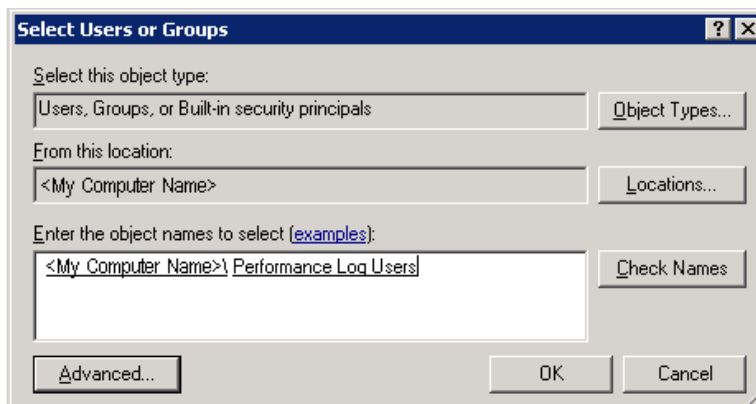 Select Users or Groups
Select this object type:
Users, Groups, or Built-in security principals
Object Types...
From this location:
<My Computer Name>
Locations...
Enter the object names to select (examples):
<My Computer Name>\ Performance Log Users
Check Names
Advanced...
OK
Cancel